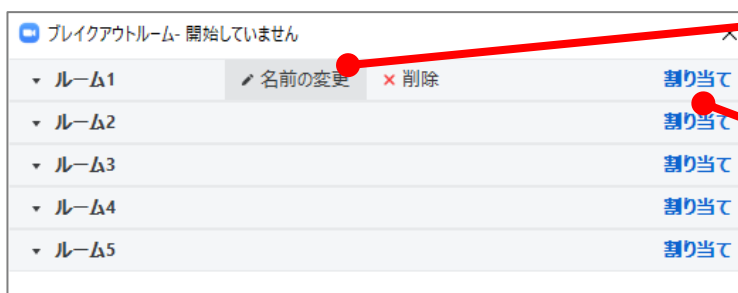 ブレイクアウトルーム- 開始していません
ルーム1 名前の変更 × 削除 割り当て
ルーム2 割り当て
ルーム3 割り当て
ルーム4 割り当て
ルーム5 割り当て